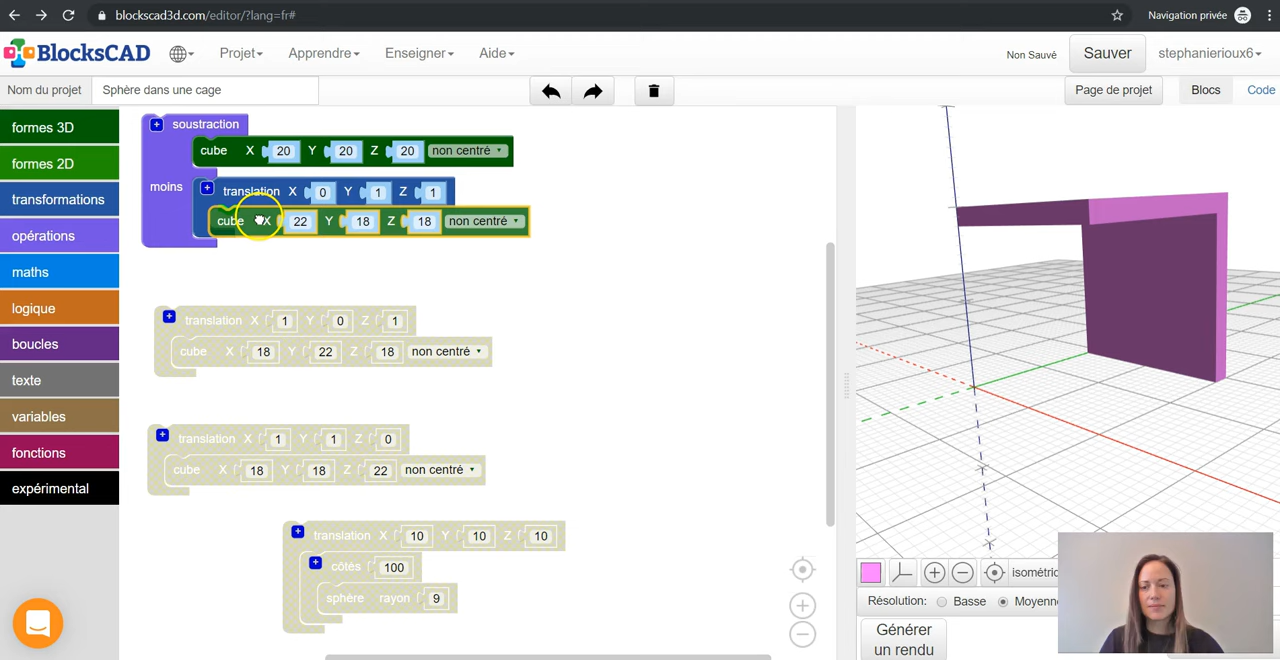 blockscad3d.com/editor/?lang=fr#
Navigation privée
BlocksCAD
Projet
Apprendre
Enseigner
Aide
Non Sauvé
Sauver
stephanierioux6
Nom du projet
Sphère dans une cage
Page de projet
Blocs
Code
formes 3D
formes 2D
transformations
opérations
maths
logique
boucles
texte
variables
fonctions
expérimental
+ soustraction
cube X 20 Y 20 Z 20 non centré
moins
+ translation X 0 Y 1 Z 1
cube X 22 Y 18 Z 18 non centré
+ translation X 1 Y 0 Z 1
cube X 18 Y 22 Z 18 non centré
+ translation X 1 Y 1 Z 0
cube X 18 Y 18 Z 22 non centré
+ translation X 10 Y 10 Z 10
+ côtés 100
sphère rayon 9
Résolution: Basse Moyenne
Générer
un rendu